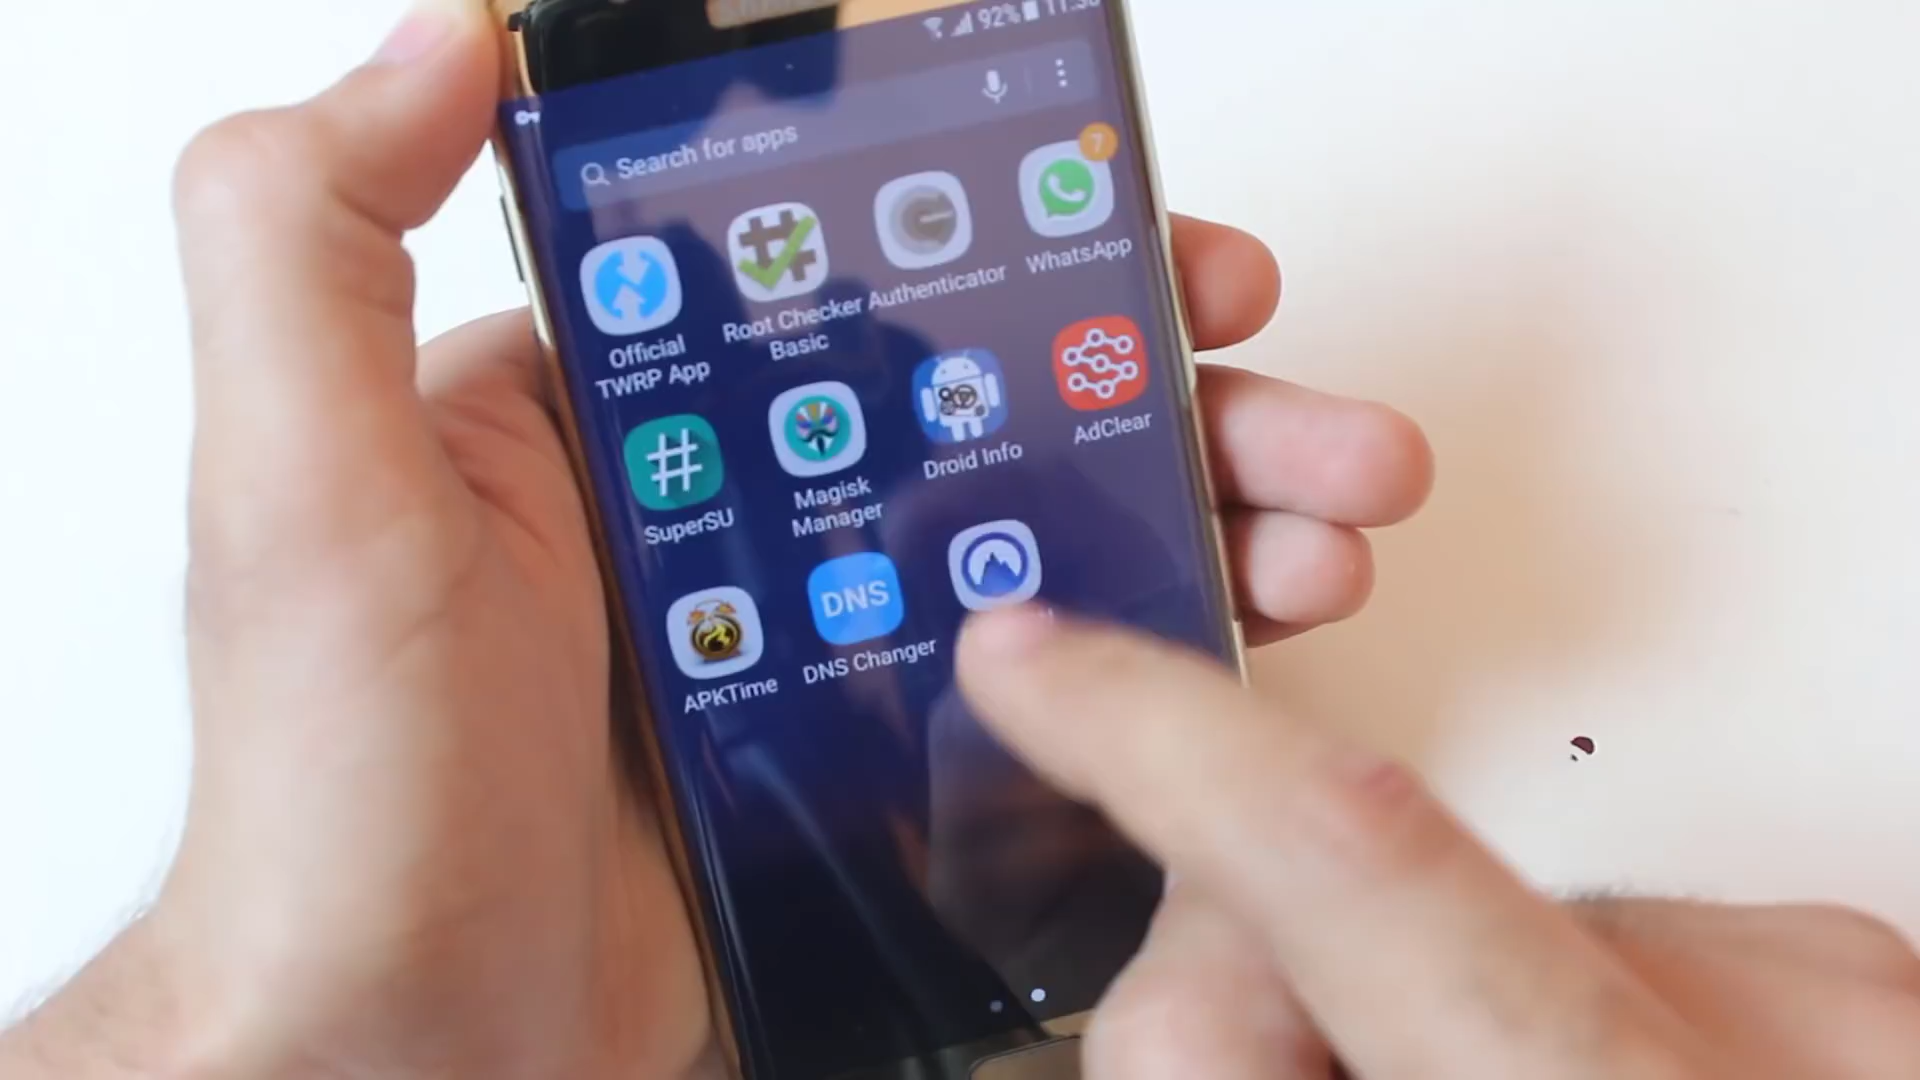 92%
Search for apps
7
Official
TWRP App
Root Checker
Basic
Authenticator
WhatsApp
SuperSU
Magisk
Manager
Droid Info
AdClear
APKTime
DNS
DNS Changer